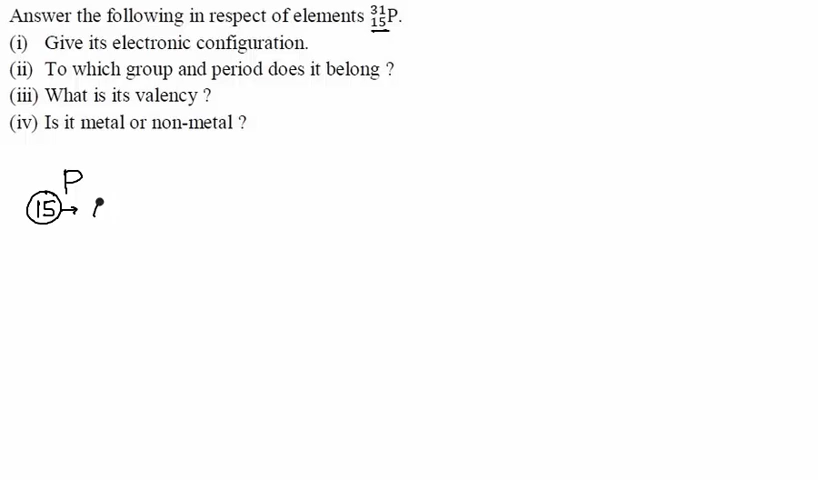 Answer the following in respect of elements ³¹₁₅P.
(i) Give its electronic configuration.
(ii) To which group and period does it belong ?
(iii) What is its valency ?
(iv) Is it metal or non-metal ?
P
15→